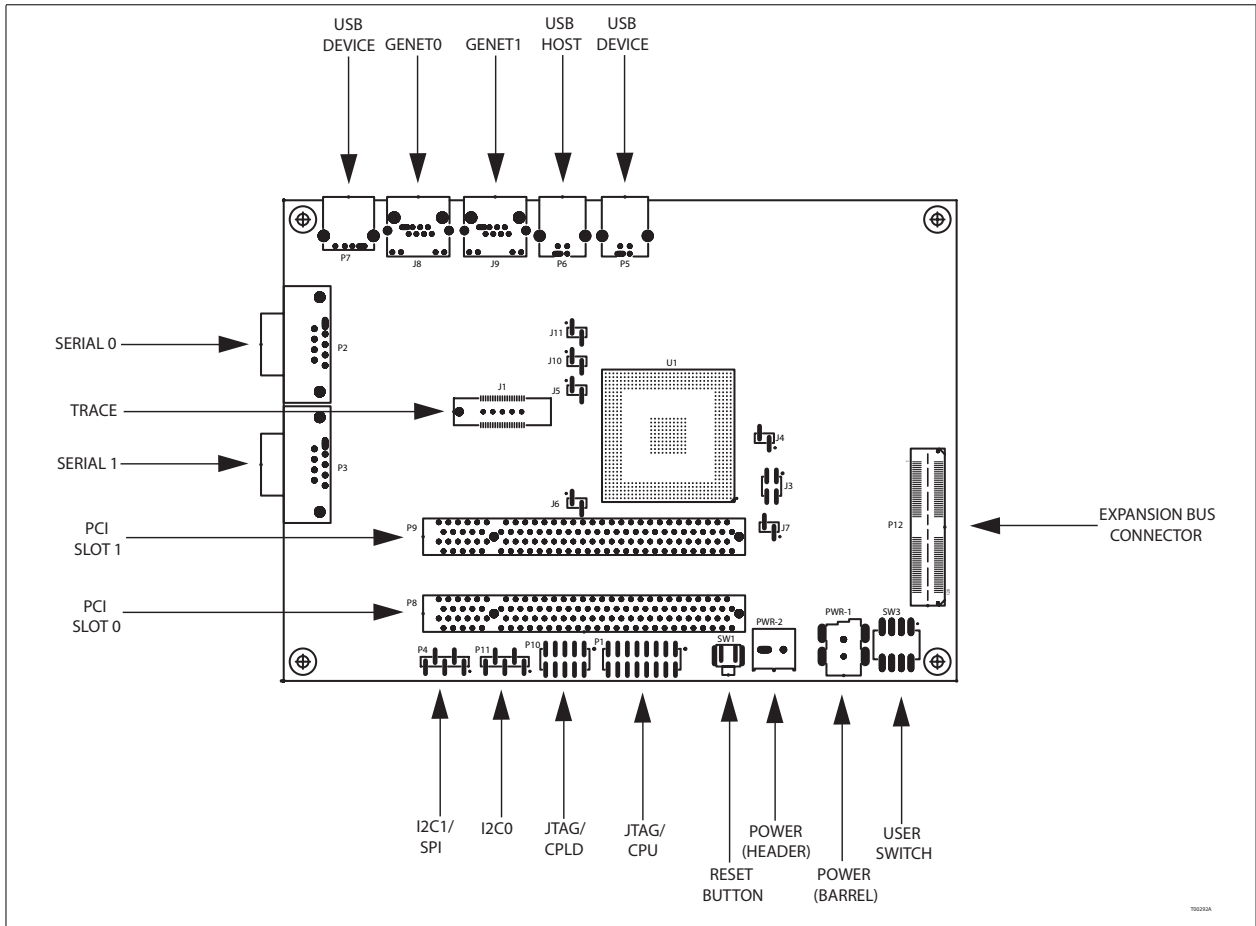 USB
DEVICE
GENET0
GENET1
USB
HOST
USB
DEVICE
P7
J8
J9
P6
P5
SERIAL 0
P2
J11
J10
J5
U1
J1
TRACE
J4
SERIAL 1
P3
J3
J6
J7
P9
P12
PCI
SLOT 1
EXPANSION BUS
CONNECTOR
PCI
SLOT 0
P8
P4
P11
P10
P1
SW1
PWR-2
PWR-1
SW3
I2C1/
SPI
I2C0
JTAG/
CPLD
JTAG/
CPU
RESET
BUTTON
POWER
(HEADER)
POWER
(BARREL)
USER
SWITCH
T00292A